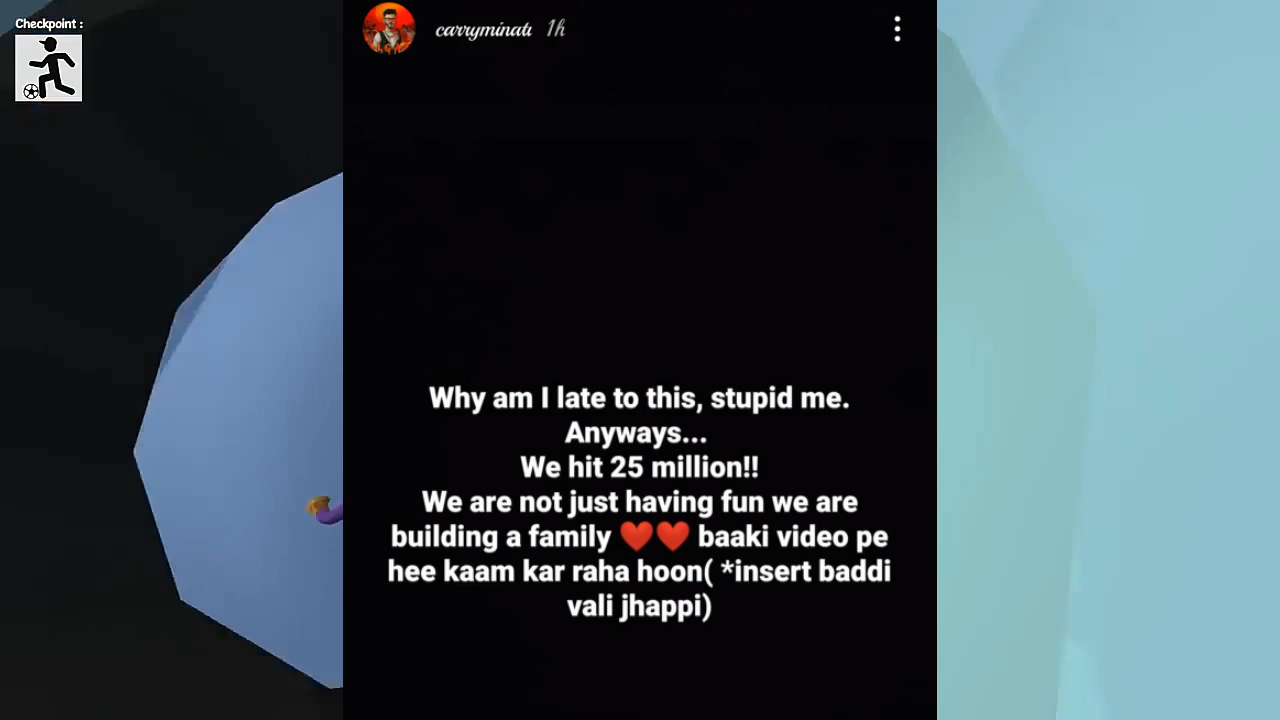 Checkpoint :
carryminati 1h
Why am I late to this, stupid me.
Anyways...
We hit 25 million!!
We are not just having fun we are
building a family ❤️❤️ baaki video pe
hee kaam kar raha hoon( *insert baddi
vali jhappi)